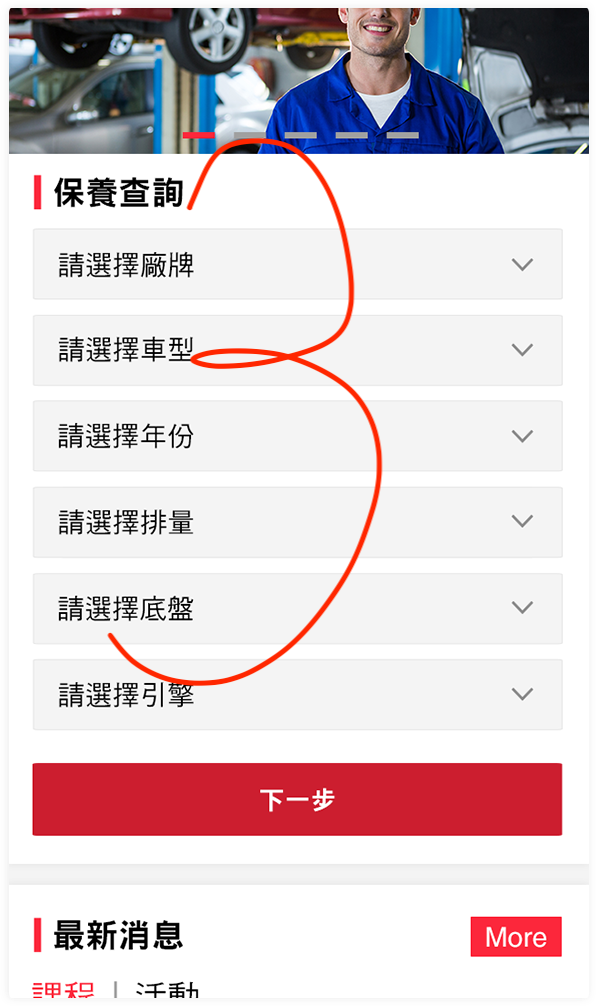 保養查詢
請選擇廠牌
請選擇車型
請選擇年份
請選擇排量
請選擇底盤
請選擇引擎
下一步
最新消息 More
課程 | 活動